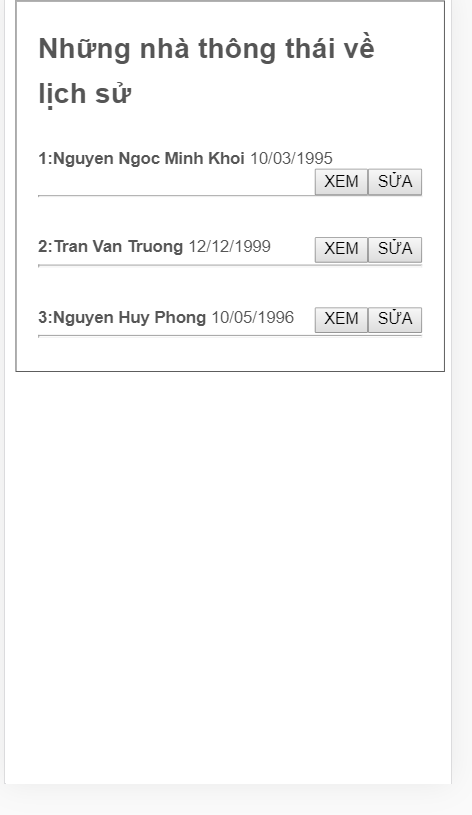 Những nhà thông thái về
lịch sử
1:Nguyen Ngoc Minh Khoi 10/03/1995
XEM SỬA
2:Tran Van Truong 12/12/1999 XEM SỬA
3:Nguyen Huy Phong 10/05/1996 XEM SỬA